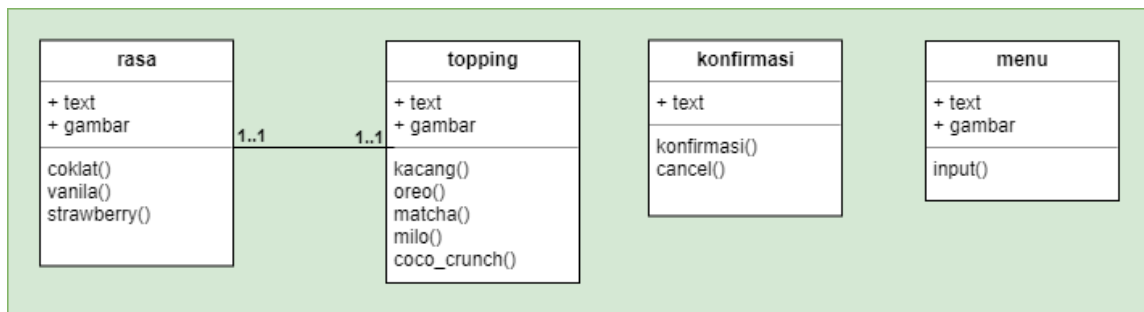 rasa
+ text
+ gambar
coklat()
vanila()
strawberry()
1..1
1..1
topping
+ text
+ gambar
kacang()
oreo()
matcha()
milo()
coco_crunch()
konfirmasi
+ text
konfirmasi()
cancel()
menu
+ text
+ gambar
input()